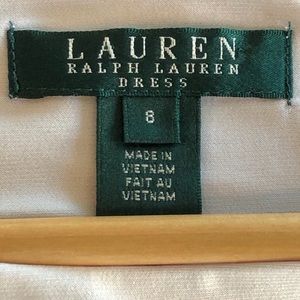 LAUREN
RALPH LAUREN
DRESS
8
MADE IN
VIETNAM
FAIT AU
VIETNAM